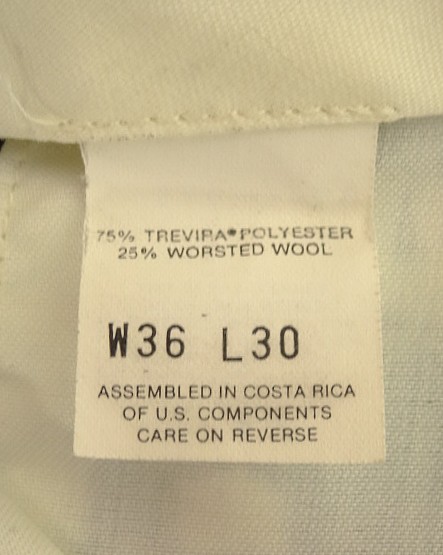 75% TREVIRA® POLYESTER
25% WORSTED WOOL
W36 L30
ASSEMBLED IN COSTA RICA
OF U.S. COMPONENTS
CARE ON REVERSE